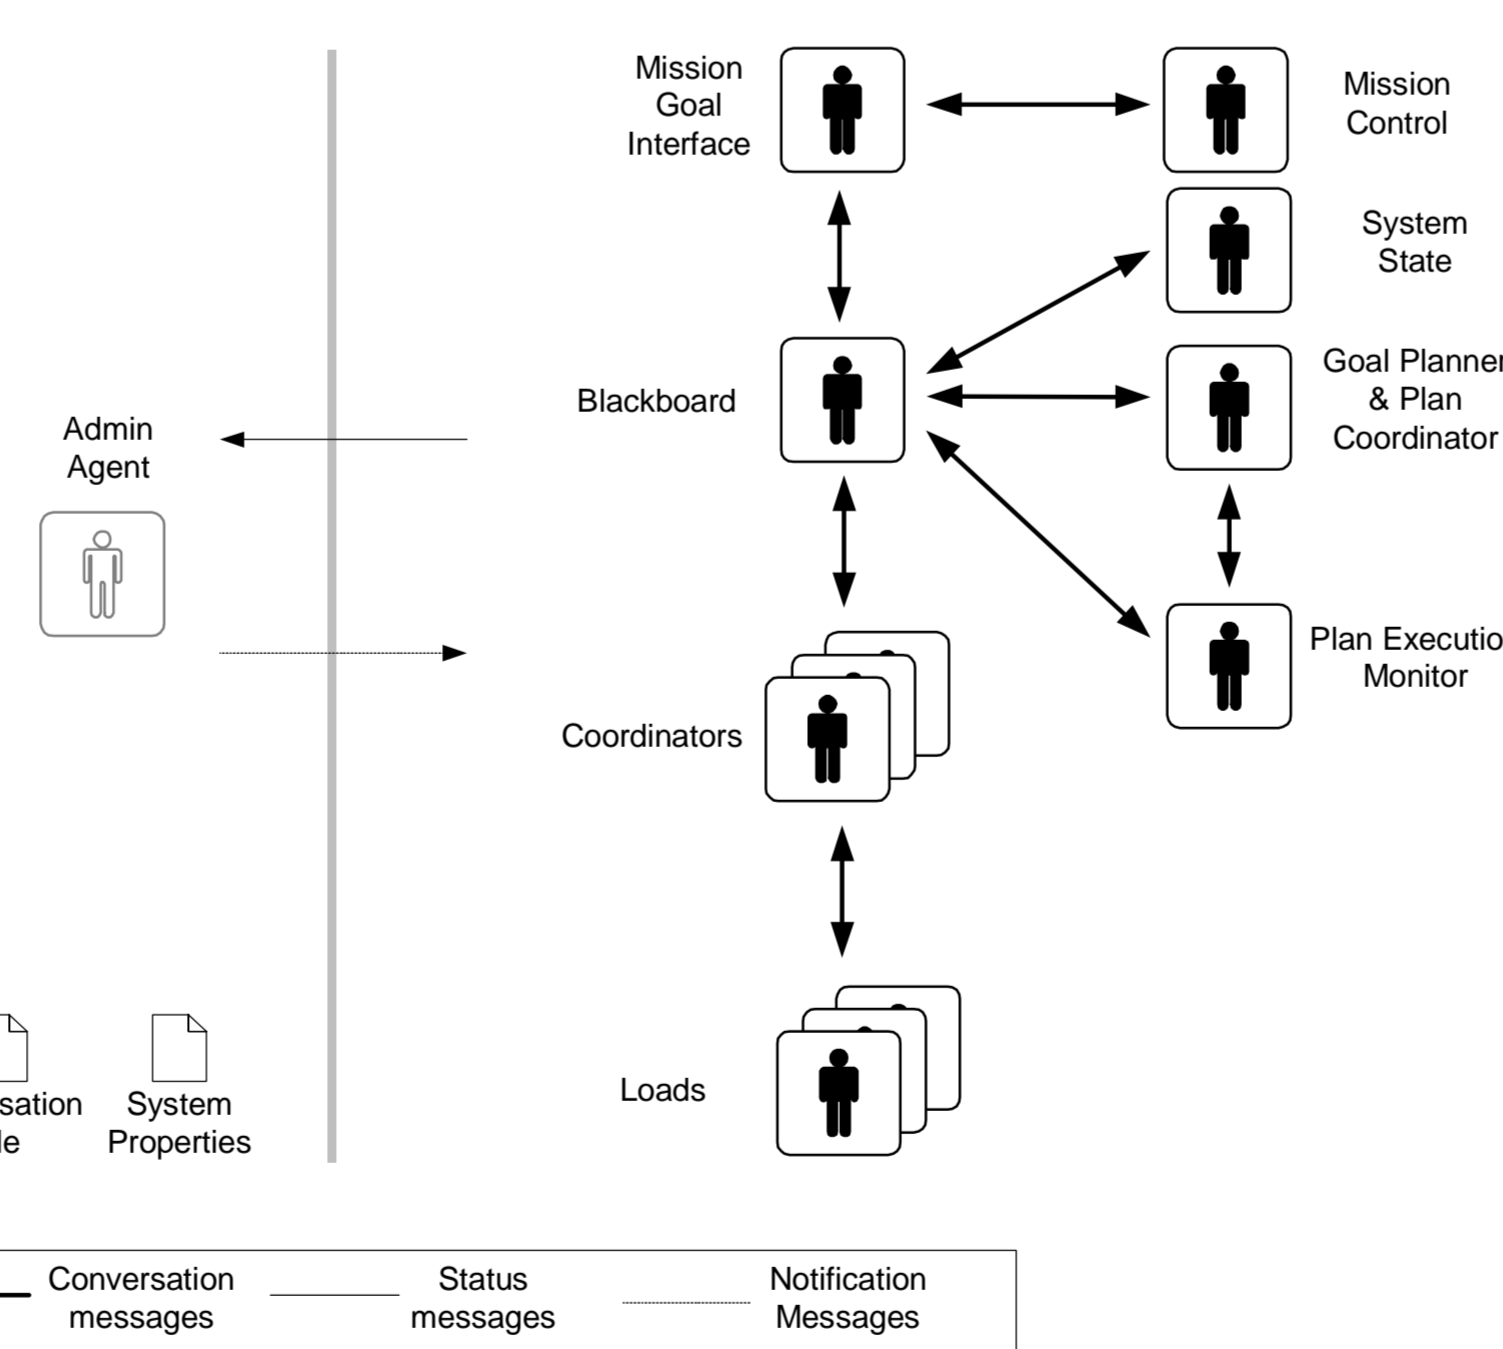 Mission
Goal
Interface
Mission
Control
System
State
Blackboard
Goal Planner
& Plan
Coordinator
Admin
Agent
Plan Executio
Monitor
Coordinators
Loads
sation
le
System
Properties
Conversation
messages
Status
messages
Notification
Messages